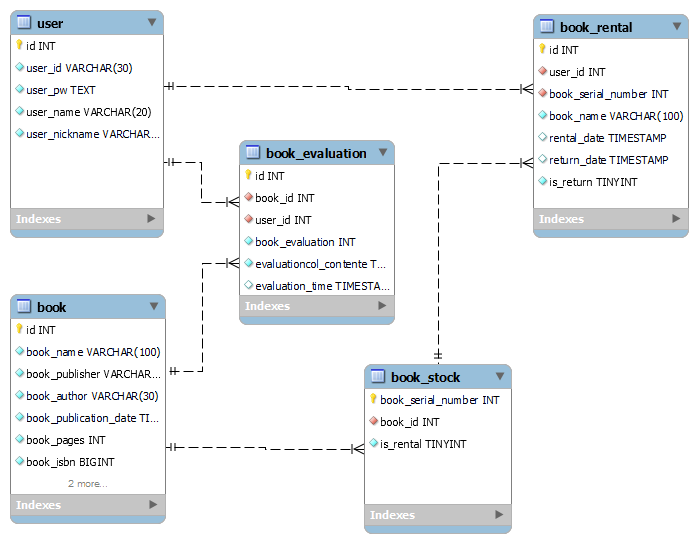 user
id INT
user_id VARCHAR(30)
user_pw TEXT
user_name VARCHAR(20)
user_nickname VARCHAR...
Indexes
book_rental
id INT
user_id INT
book_serial_number INT
book_name VARCHAR(100)
rental_date TIMESTAMP
return_date TIMESTAMP
is_return TINYINT
Indexes
book_evaluation
id INT
book_id INT
user_id INT
book_evaluation INT
evaluationcol_contente T...
evaluation_time TIMESTA...
Indexes
book
id INT
book_name VARCHAR(100)
book_publisher VARCHAR...
book_author VARCHAR(30)
book_publication_date TI...
book_pages INT
book_isbn BIGINT
2 more...
Indexes
book_stock
book_serial_number INT
book_id INT
is_rental TINYINT
Indexes